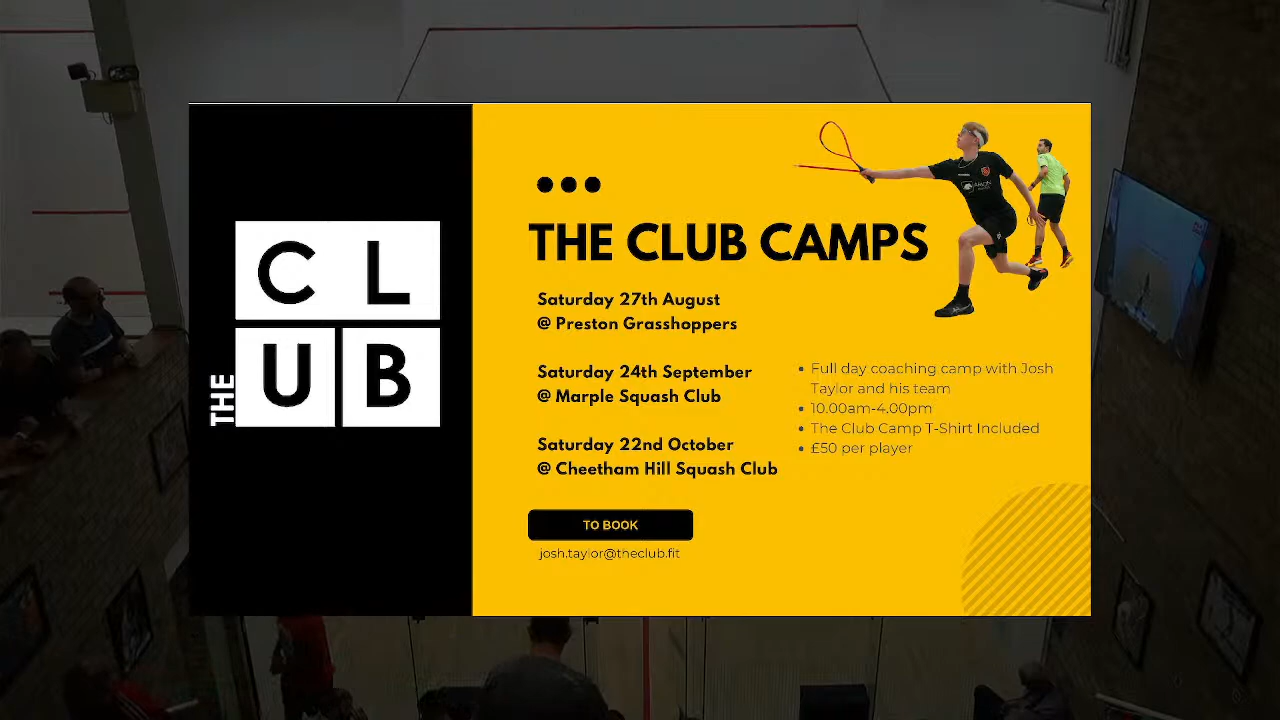 THE
C L
U B
THE CLUB CAMPS
Saturday 27th August
@ Preston Grasshoppers
Saturday 24th September
@ Marple Squash Club
Saturday 22nd October
@ Cheetham Hill Squash Club
• Full day coaching camp with Josh
Taylor and his team
• 10.00am-4.00pm
• The Club Camp T-Shirt Included
• £50 per player
TO BOOK
josh.taylor@theclub.fit